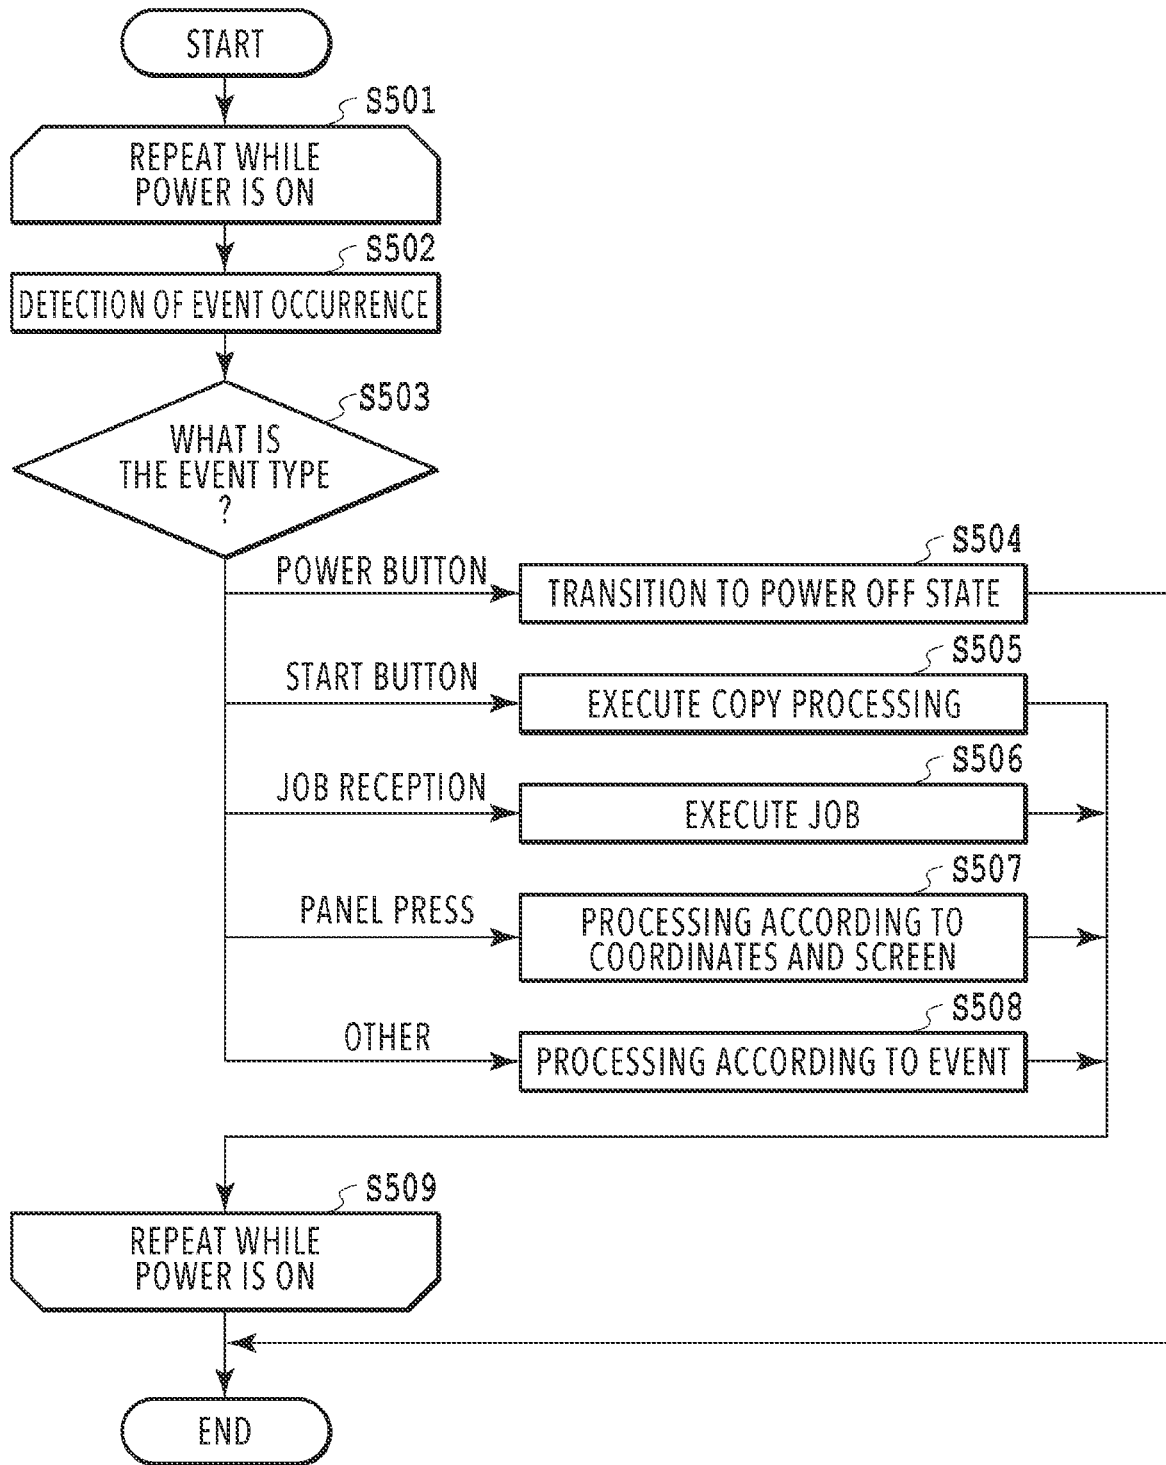 START
S501
REPEAT WHILE
POWER IS ON
S502
DETECTION OF EVENT OCCURRENCE
S503
WHAT IS
THE EVENT TYPE
?
POWER BUTTON
S504
TRANSITION TO POWER OFF STATE
START BUTTON
S505
EXECUTE COPY PROCESSING
JOB RECEPTION
S506
EXECUTE JOB
PANEL PRESS
S507
PROCESSING ACCORDING TO
COORDINATES AND SCREEN
OTHER
S508
PROCESSING ACCORDING TO EVENT
S509
REPEAT WHILE
POWER IS ON
END